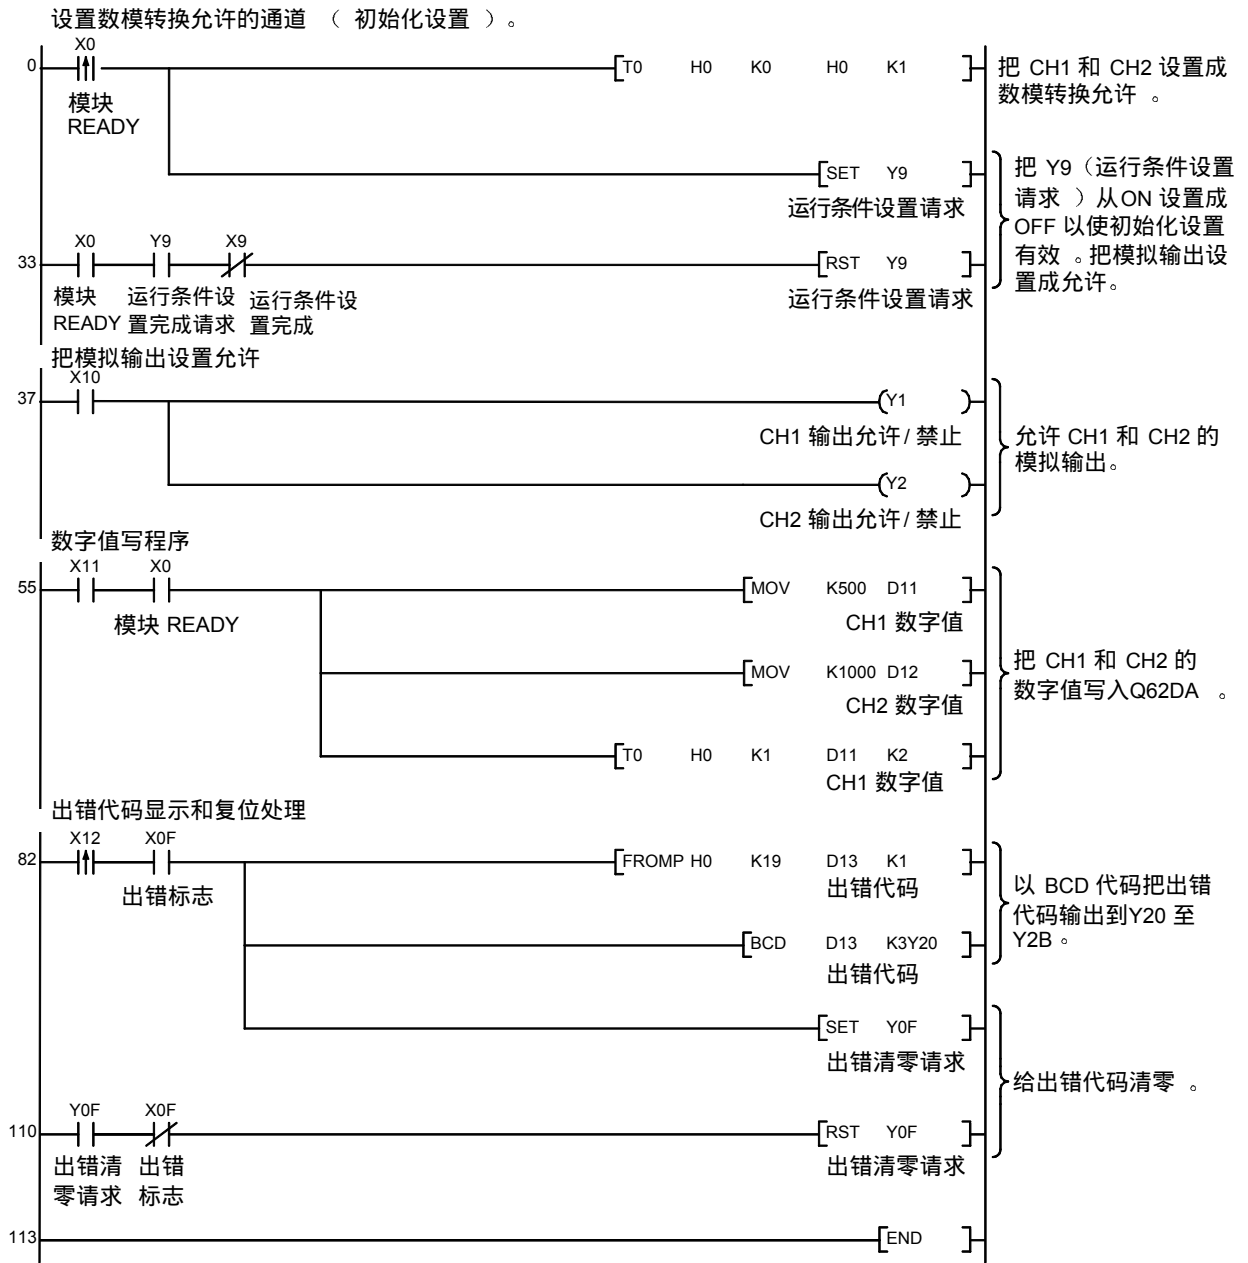 设置数模转换允许的通道 （ 初始化设置 ）。
X0
0
T0 H0 K0 H0 K1
把 CH1 和 CH2 设置成
数模转换允许 。
模块
READY
SET Y9
运行条件设置请求
把 Y9（运行条件设置
请求 ）从ON 设置成
OFF 以使初始化设置
有效 。把模拟输出设
置成允许。
X0 Y9 X9
33
RST Y9
运行条件设置请求
模块
READY
运行条件设
置完成请求
运行条件设
置完成
把模拟输出设置允许
X10
37
Y1
CH1 输出允许/ 禁止
允许 CH1 和 CH2 的
模拟输出。
Y2
CH2 输出允许/ 禁止
数字值写程序
X11 X0
55
MOV K500 D11
模块 READY
CH1 数字值
MOV K1000 D12
CH2 数字值
把 CH1 和 CH2 的
数字值写入Q62DA 。
T0 H0 K1 D11 K2
CH1 数字值
出错代码显示和复位处理
X12 X0F
82
FROMP H0 K19 D13 K1
出错标志
出错代码
以 BCD 代码把出错
代码输出到Y20 至
Y2B 。
BCD D13 K3Y20
出错代码
SET Y0F
出错清零请求
给出错代码清零 。
Y0F X0F
110
RST Y0F
出错清零请求
出错清
零请求
出错
标志
113
END